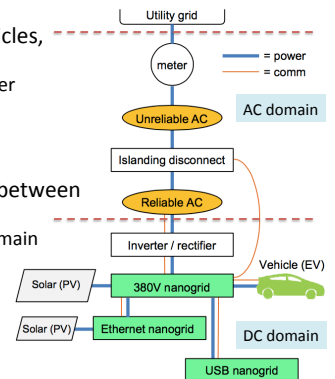 Utility grid
cles,
meter
= power
= comm
er
AC domain
Unreliable AC
Islanding disconnect
between
Reliable AC
main
Inverter / rectifier
Vehicle (EV)
Solar (PV)
380V nanogrid
Solar (PV)
Ethernet nanogrid
DC domain
USB nanogrid